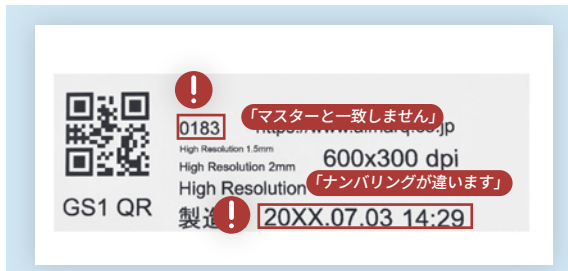 「マスターと一致しません」
0183
High Resolution 1.5mm
High Resolution 2mm
600x300 dpi
High Resolution
「ナンバリングが違います」
GS1 QR
20XX.07.03 14:29